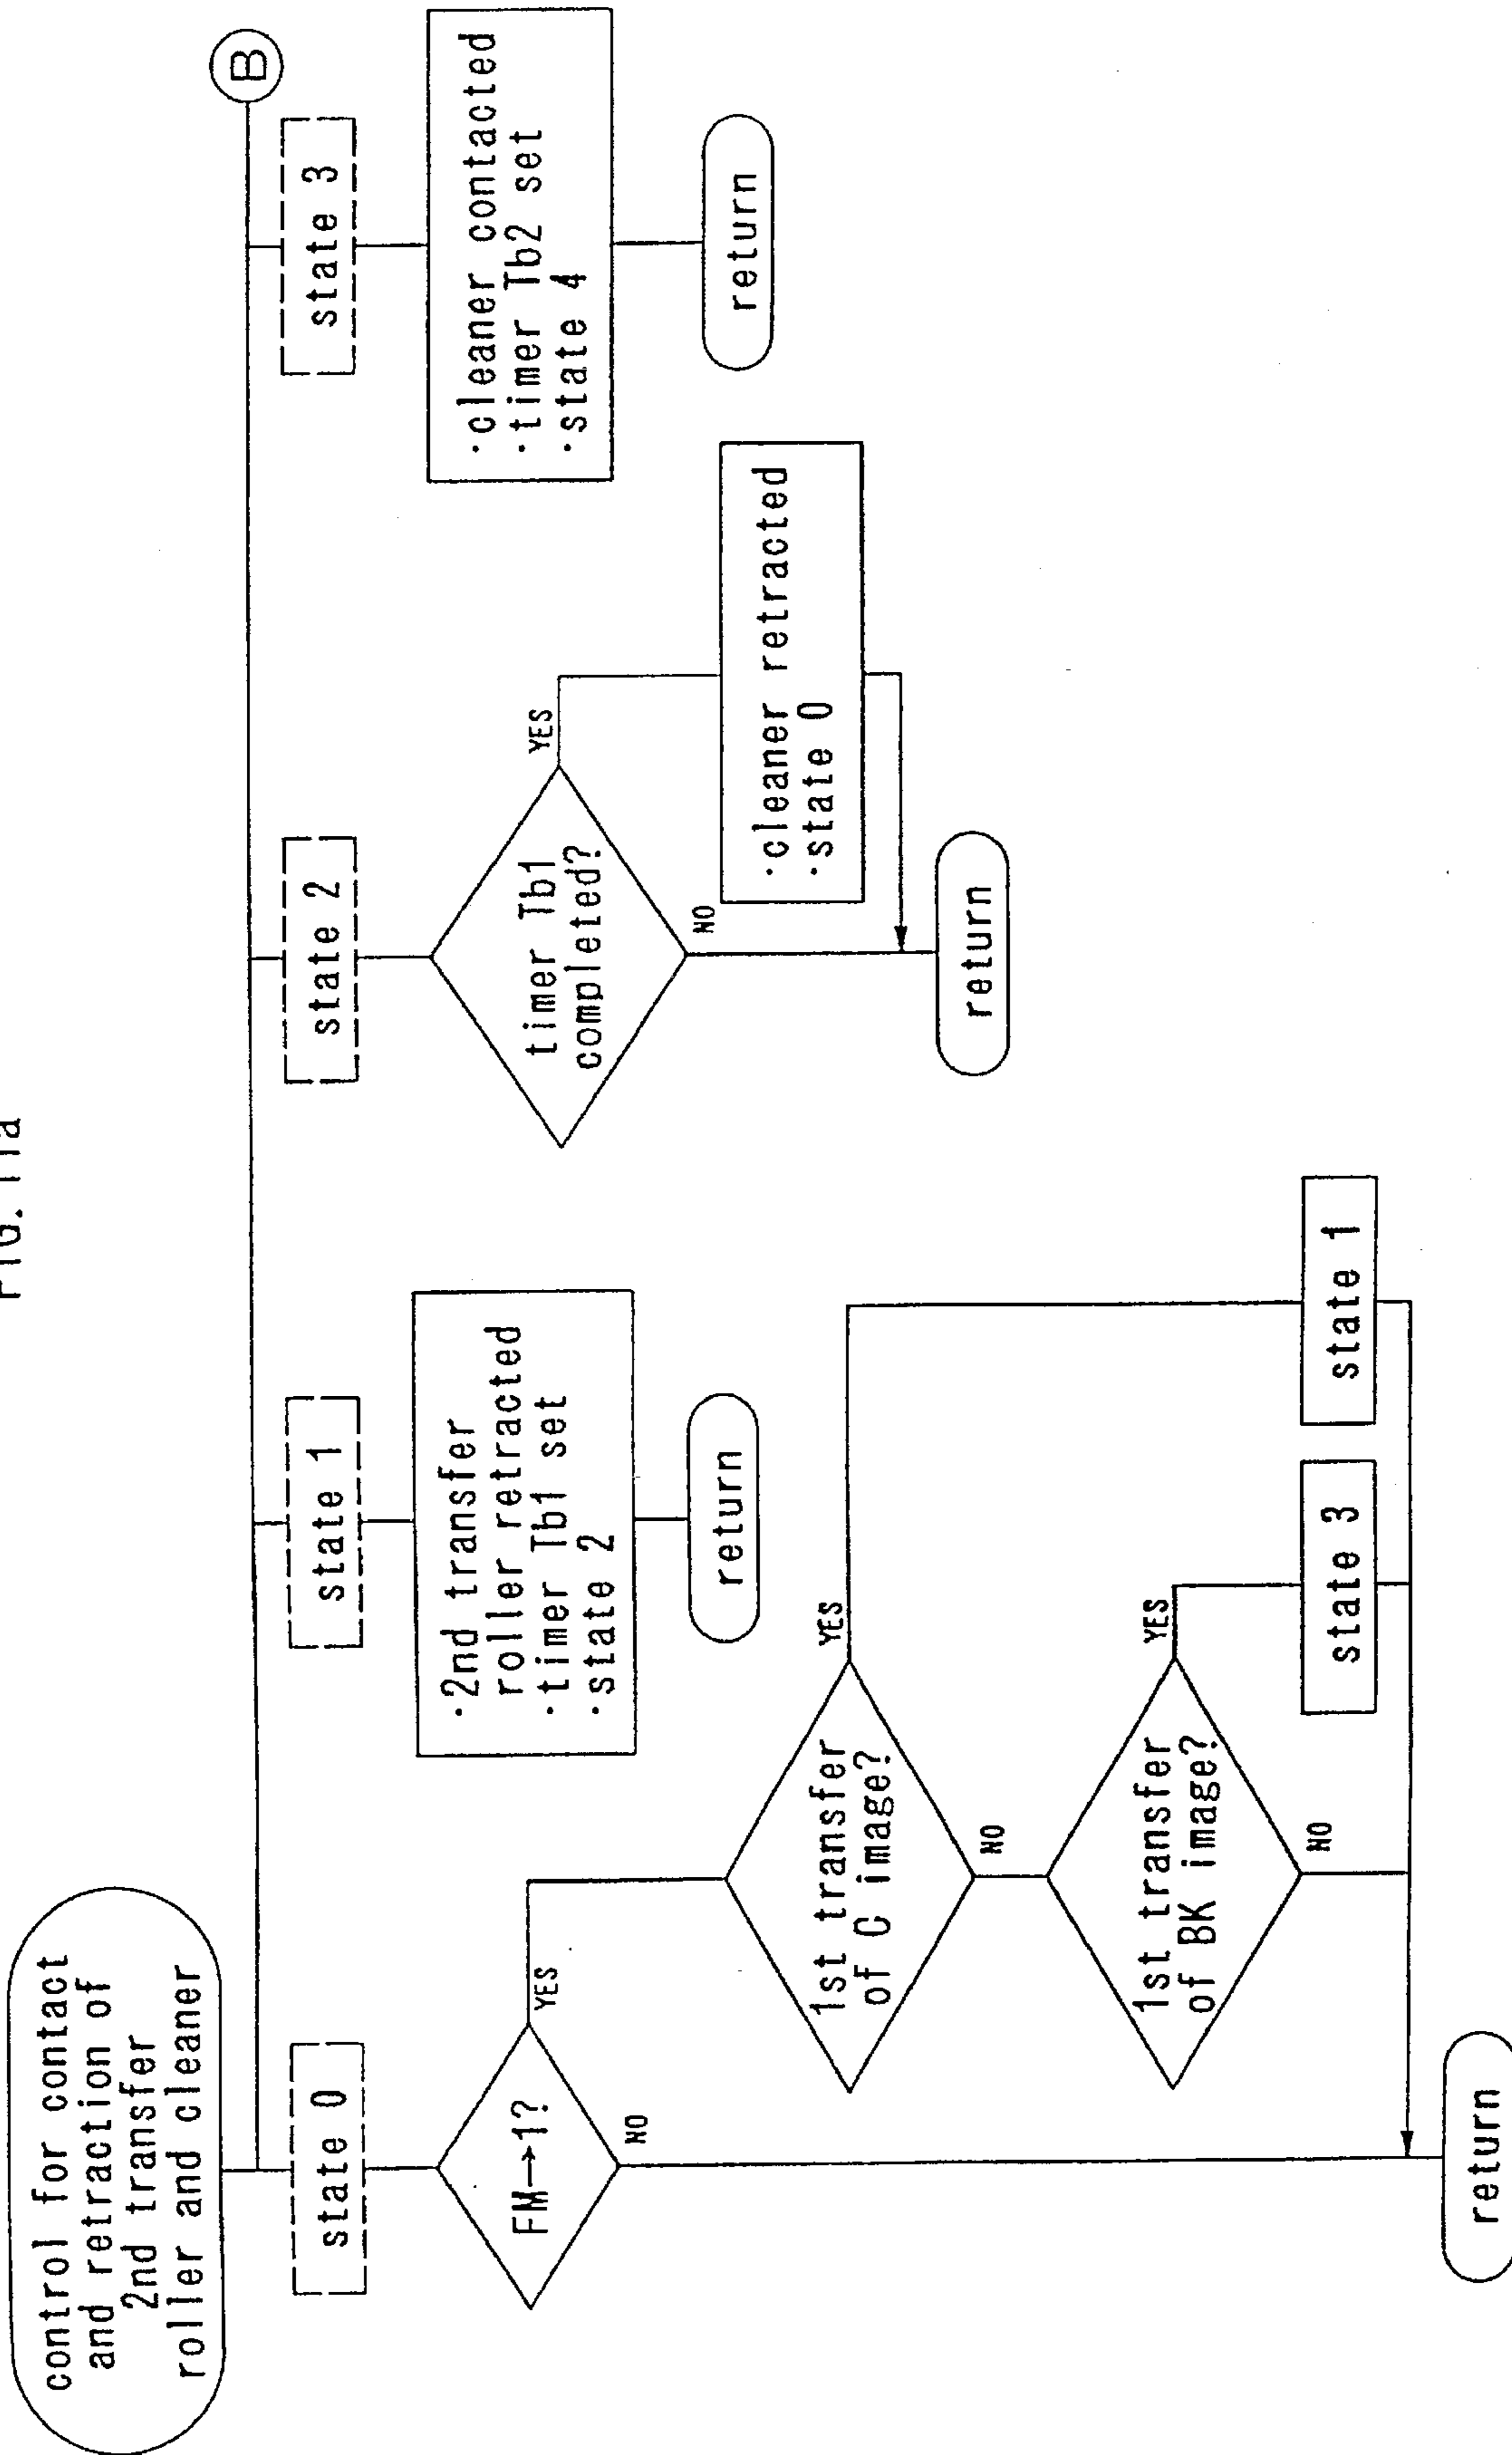 FIG. 11a
control for contact
and retraction of
2nd transfer
roller and cleaner
B
state 0
FM→1?
YES
NO
1st transfer
of C image?
YES
NO
1st transfer
of BK image?
YES
NO
state 3
state 1
return
state 1
·2nd transfer
roller retracted
·timer Tb1 set
·state 2
return
state 2
timer Tb1
completed?
YES
NO
·cleaner retracted
·state 0
return
state 3
·cleaner contacted
·timer Tb2 set
·state 4
return